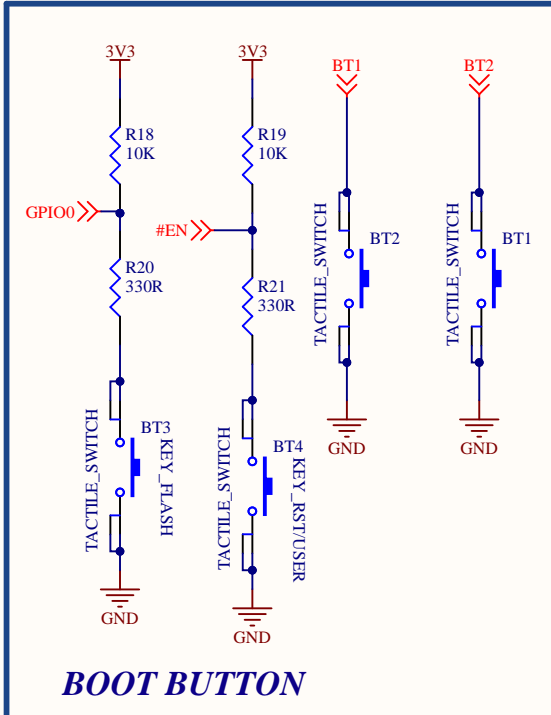 3V3
3V3
BT1
BT2
R18
10K
R19
10K
GPIO0
#EN
R20
330R
R21
330R
TACTILE_SWITCH
BT2
TACTILE_SWITCH
BT1
GND
GND
TACTILE_SWITCH
BT3
KEY_FLASH
TACTILE_SWITCH
BT4
KEY_RST/USER
GND
GND
BOOT BUTTON